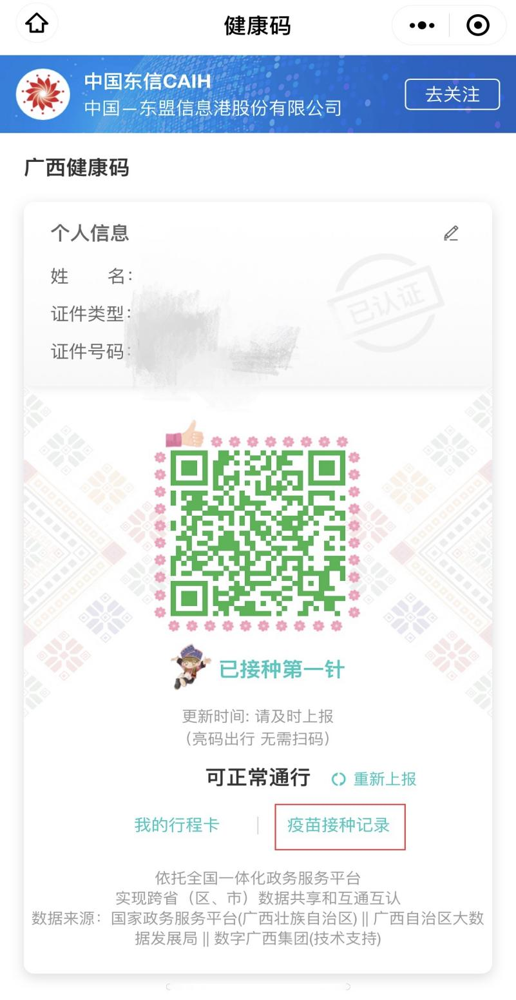 健康码
中国东信CAIH
中国—东盟信息港股份有限公司
去关注
广西健康码
个人信息
姓 名:
证件类型:
证件号码:
已认证
已接种第一针
更新时间: 请及时上报
(亮码出行 无需扫码)
可正常通行 重新上报
我的行程卡 | 疫苗接种记录
依托全国一体化政务服务平台
实现跨省（区、市）数据共享和互通互认
数据来源：国家政务服务平台(广西壮族自治区) || 广西自治区大数
据发展局 || 数字广西集团(技术支持)